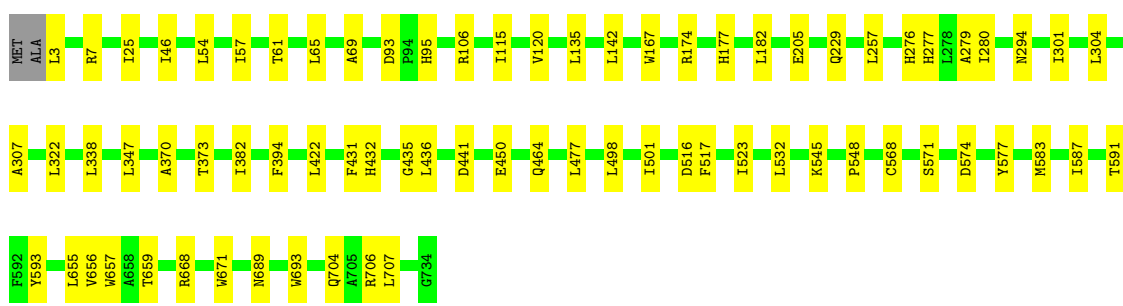 MET ALA L3 R7 I25 I46 L54 I57 T61 L65 A69 D93 P94 H95 R106 I115 V120 L135 L142 W167 R174 H177 L182 E205 Q229 L257 H276 H277 L278 A279 I280 N294 I301 L304
A307 L322 L338 L347 A370 T373 I382 F394 L422 F431 H432 G435 L436 D441 E450 Q464 L477 L498 I501 D516 F517 I523 L532 K545 P548 C568 S571 D574 Y577 M583 I587 T591
F592 Y593 L655 V656 W657 A658 T659 R668 W671 N689 W693 Q704 A705 R706 L707 G734